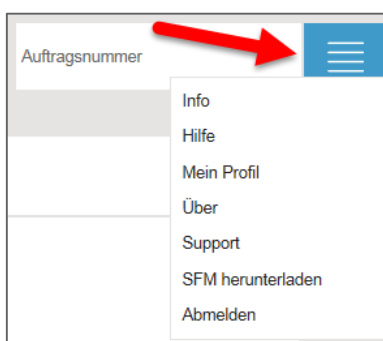 Auftragsnummer
Info
Hilfe
Mein Profil
Über
Support
SFM herunterladen
Abmelden